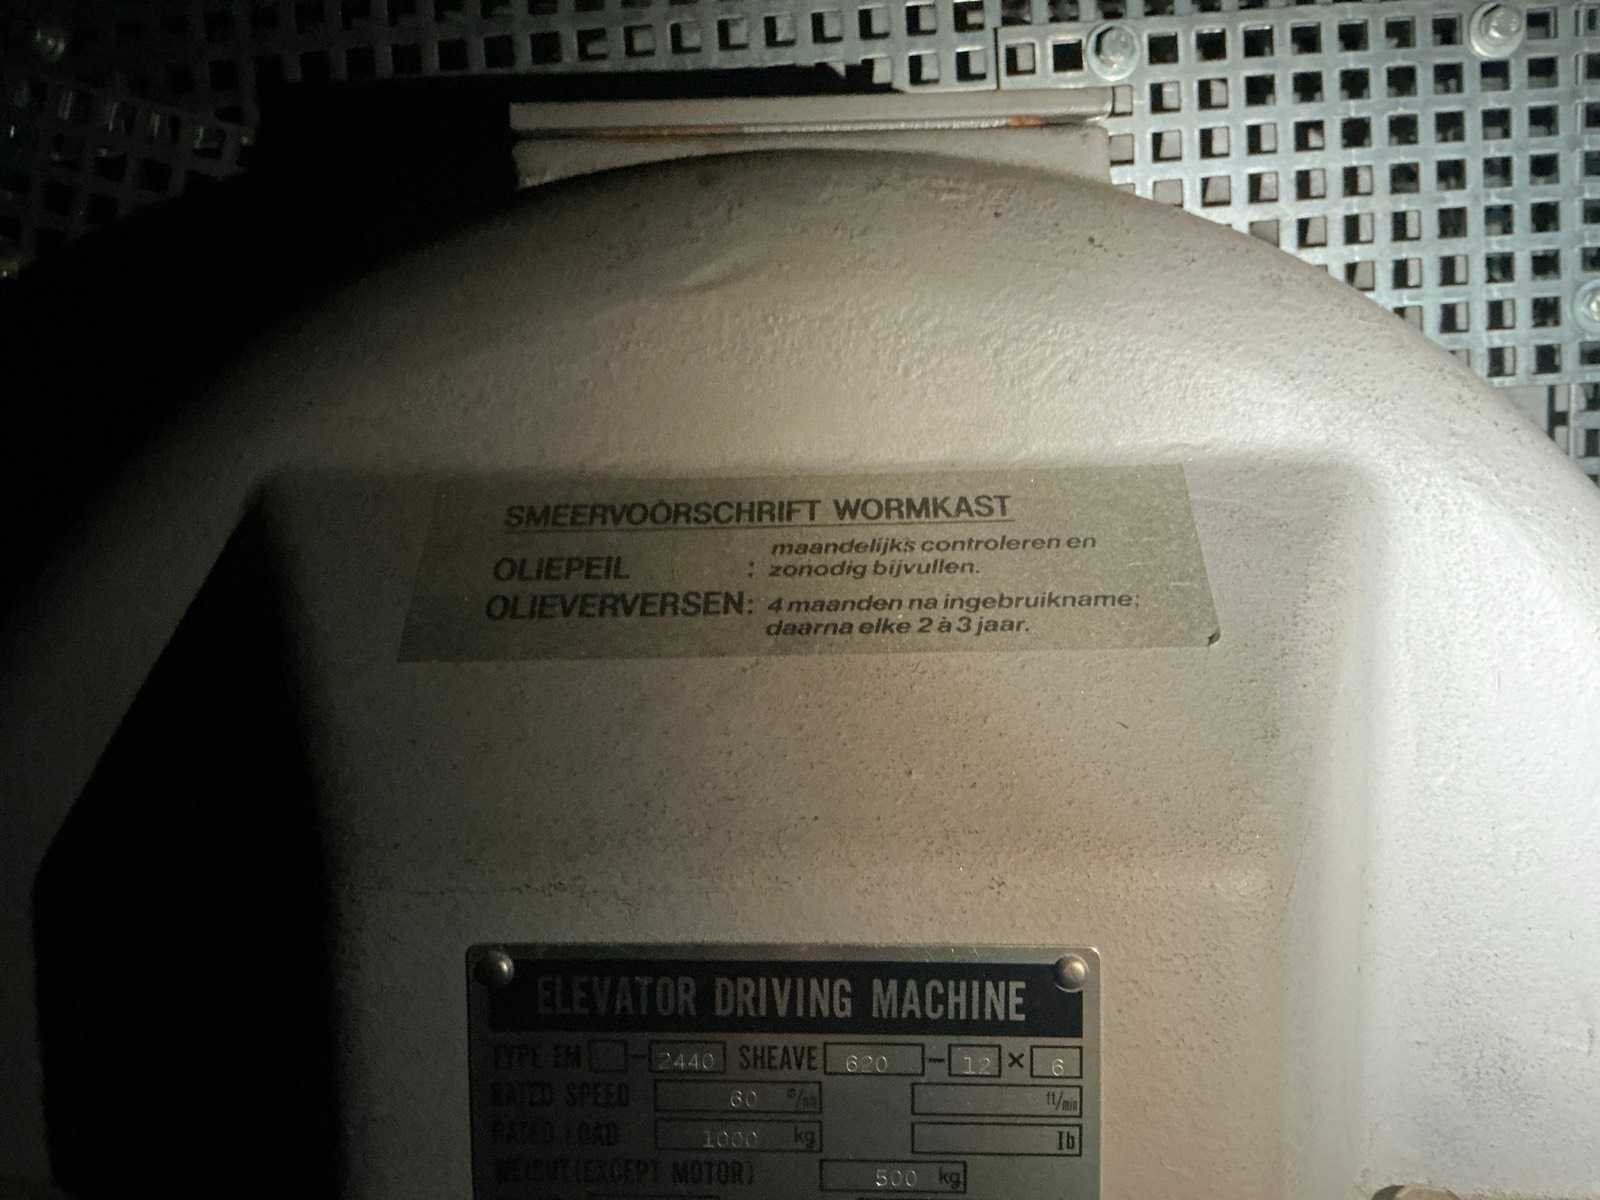 SMEERVOORSCHRIFT WORMKAST
OLIEPEIL : maandelijks controleren en
zonodig bijvullen.
OLIEVERVERSEN: 4 maanden na ingebruikname;
daarna elke 2 à 3 jaar.
ELEVATOR DRIVING MACHINE
TYPE EM - 2440 SHEAVE 620 - 12 × 6
RATED SPEED 60 m/min ft/min
RATED LOAD 1000 kg lb
WEIGHT (EXCEPT MOTOR) 500 kg